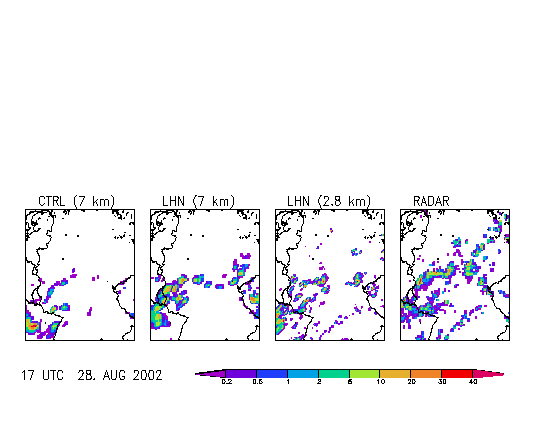 CTRL (7 km) LHN (7 km) LHN (2.8 km) RADAR
17 UTC 28. AUG 2002
0.2 0.5 1 2 5 10 20 30 40